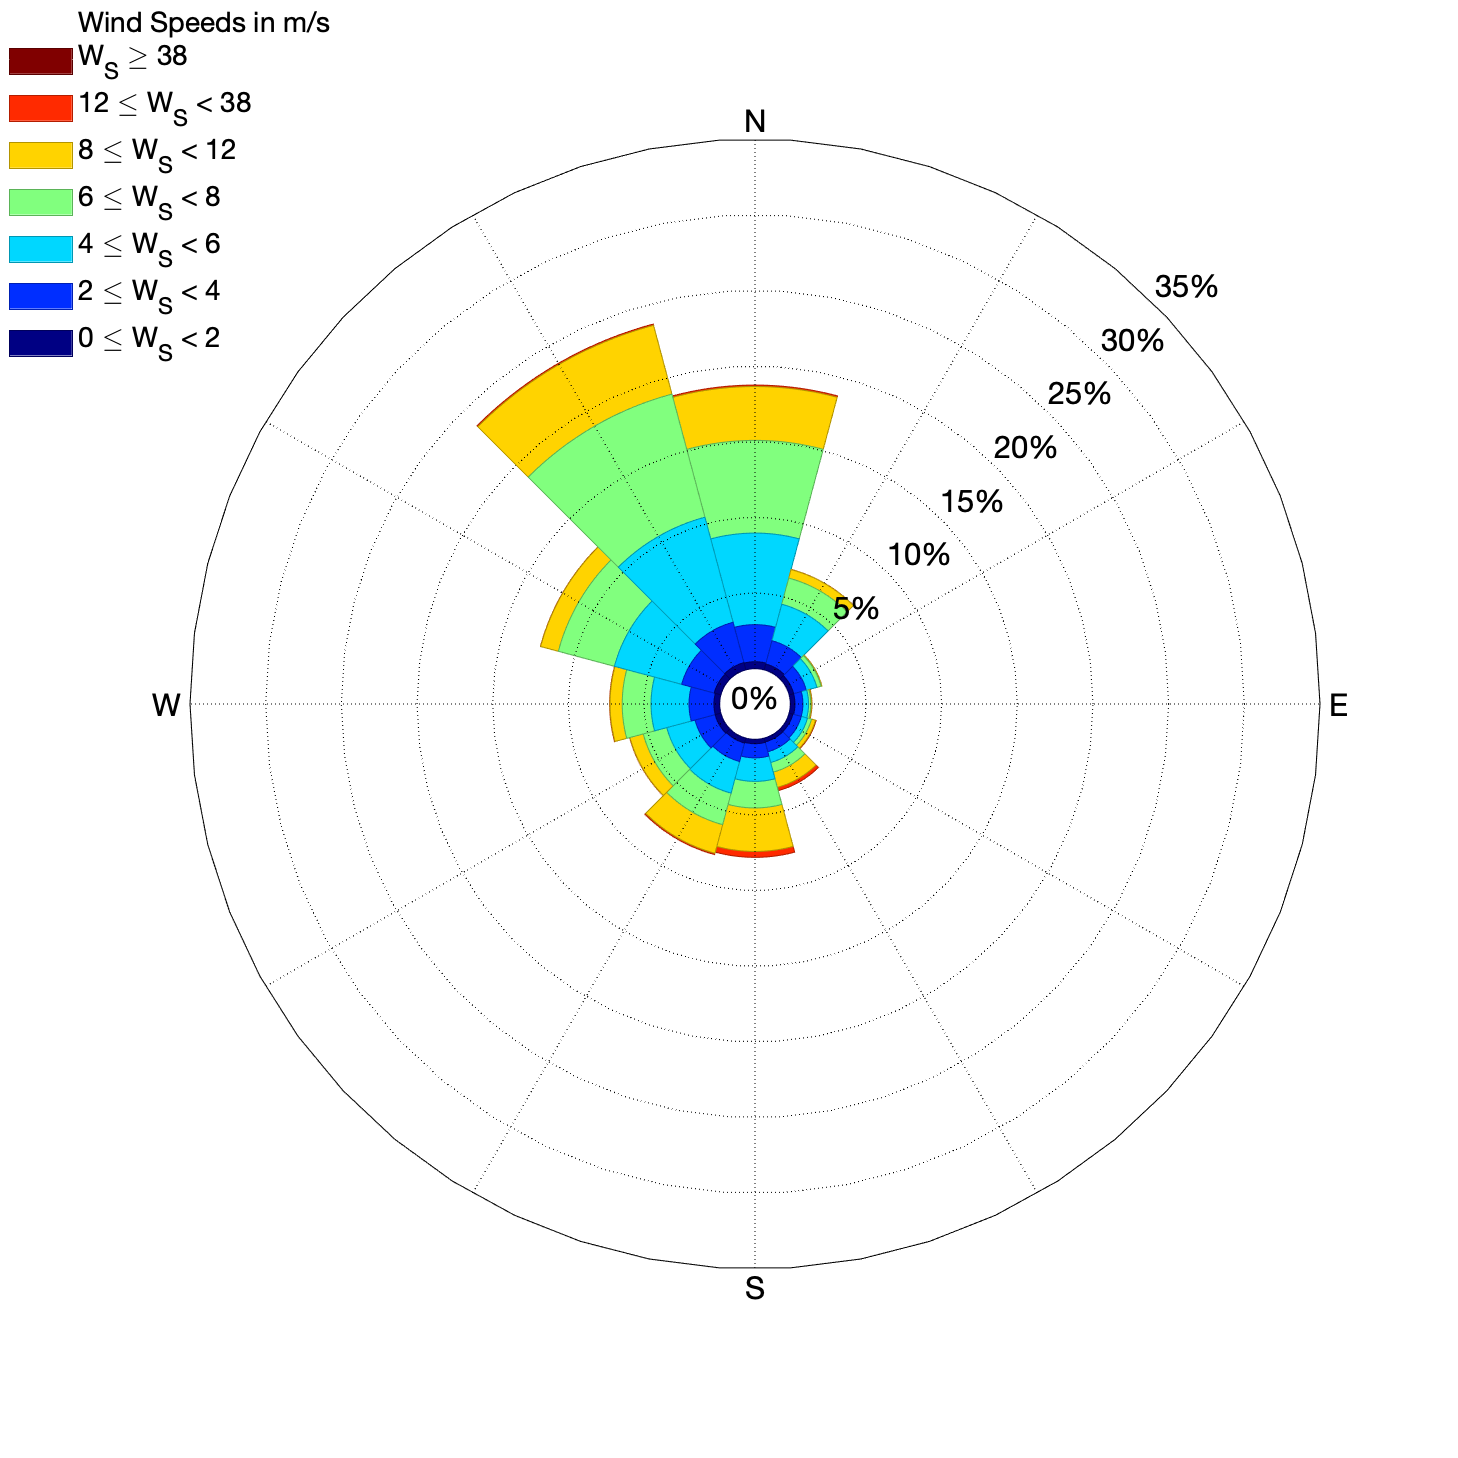 Wind Speeds in m/s
W_S ≥ 38
12 ≤ W_S < 38
8 ≤ W_S < 12
6 ≤ W_S < 8
4 ≤ W_S < 6
2 ≤ W_S < 4
0 ≤ W_S < 2
N
35%
30%
25%
20%
15%
10%
5%
0%
W
E
S